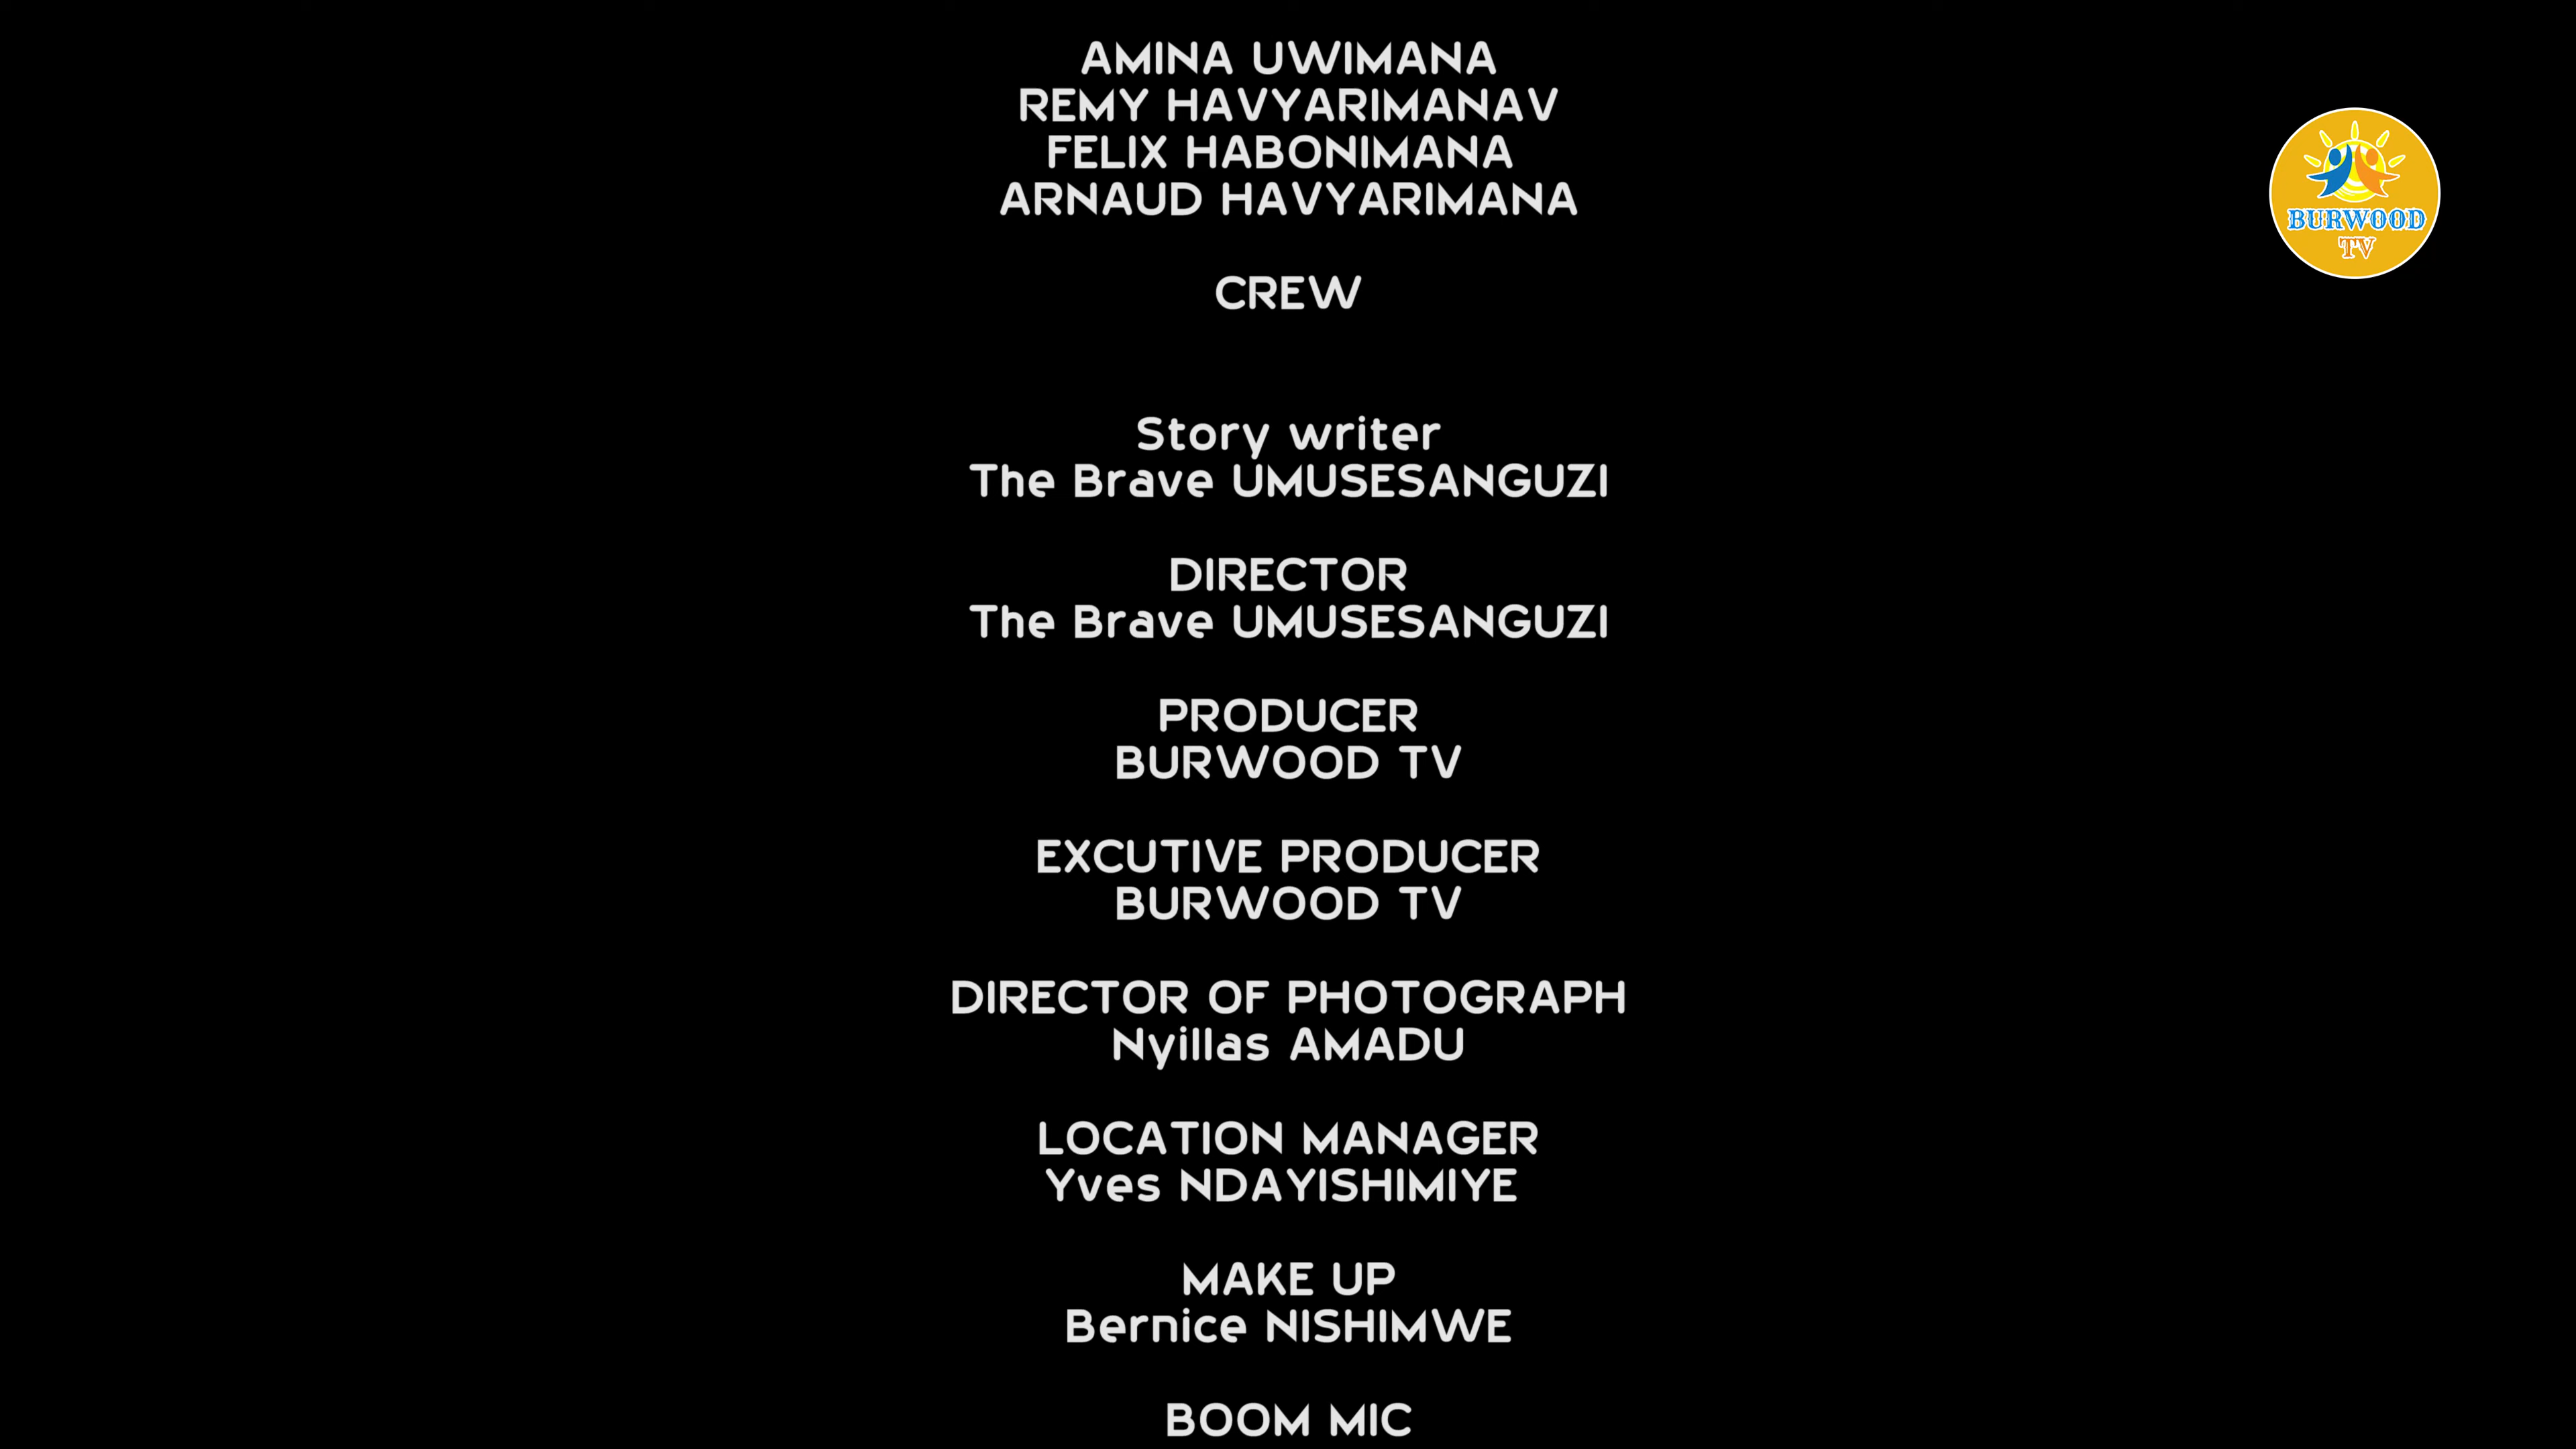 AMINA UWIMANA
REMY HAVYARIMANAV
FELIX HABONIMANA
ARNAUD HAVYARIMANA
BURWOOD
TV
CREW
Story writer
The Brave UMUSESANGUZI
DIRECTOR
The Brave UMUSESANGUZI
PRODUCER
BURWOOD TV
EXCUTIVE PRODUCER
BURWOOD TV
DIRECTOR OF PHOTOGRAPH
Nyillas AMADU
LOCATION MANAGER
Yves NDAYISHIMIYE
MAKE UP
Bernice NISHIMWE
BOOM MIC